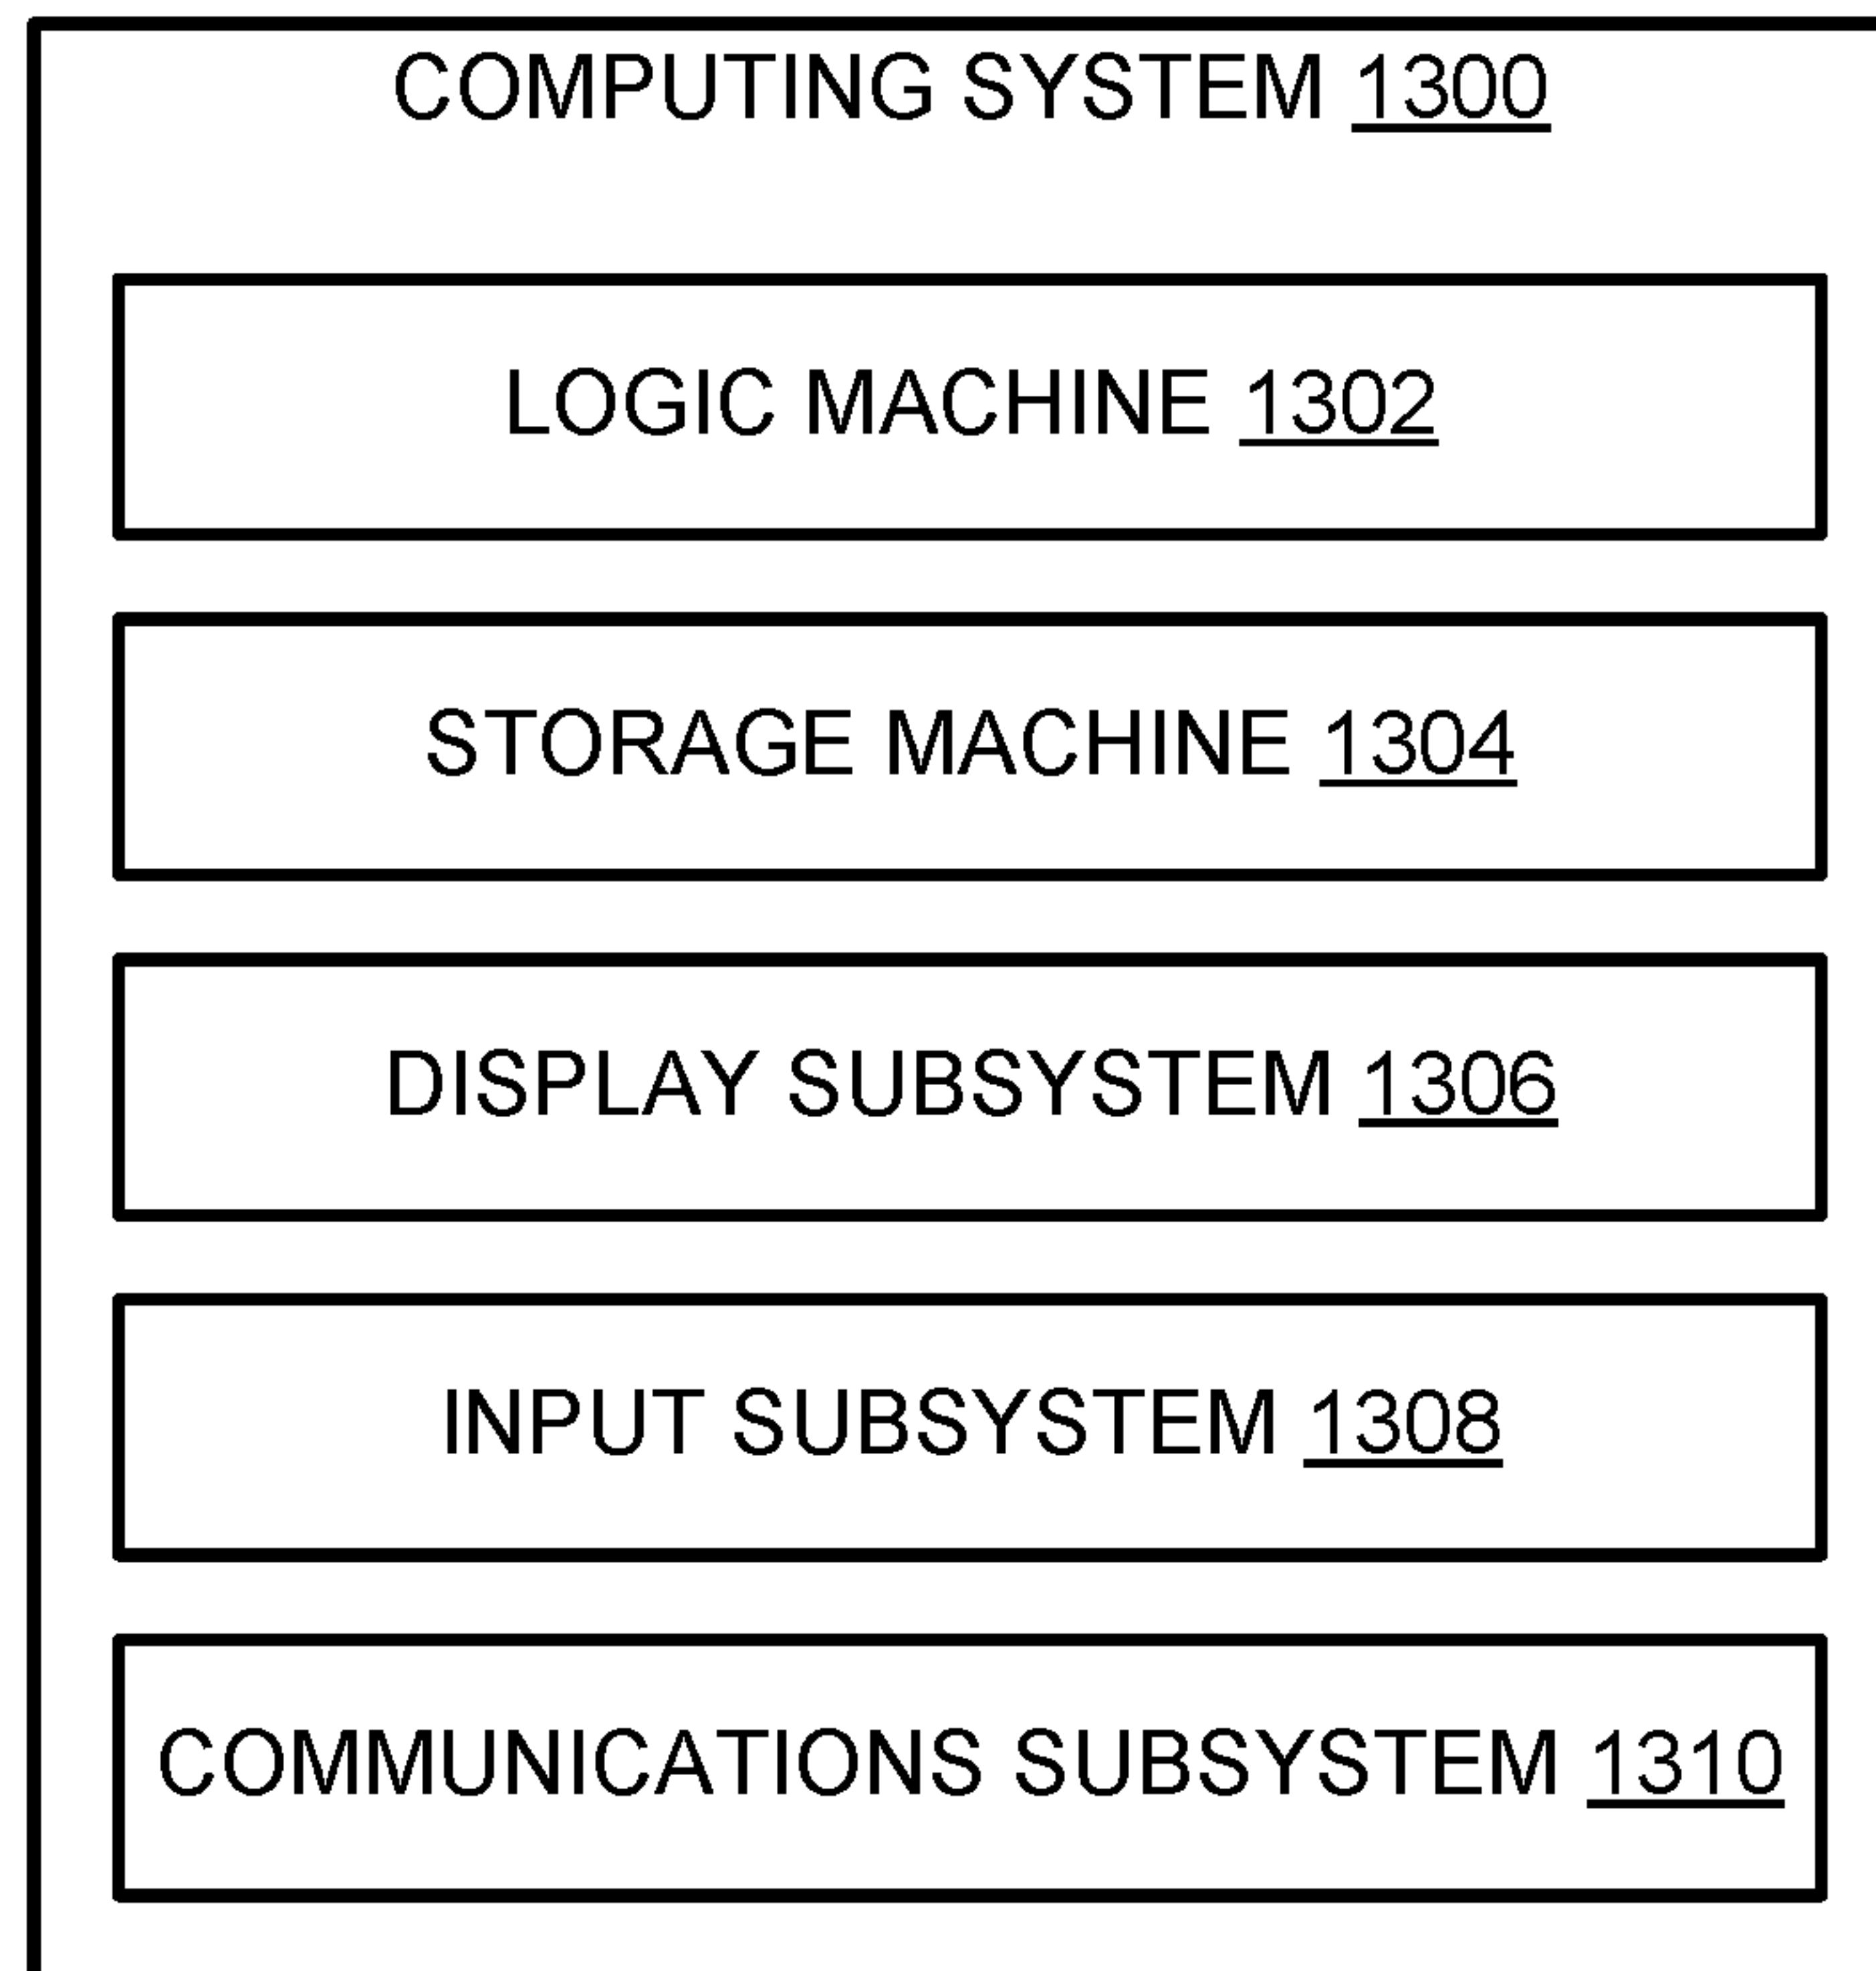 COMPUTING SYSTEM 1300
LOGIC MACHINE 1302
STORAGE MACHINE 1304
DISPLAY SUBSYSTEM 1306
INPUT SUBSYSTEM 1308
COMMUNICATIONS SUBSYSTEM 1310